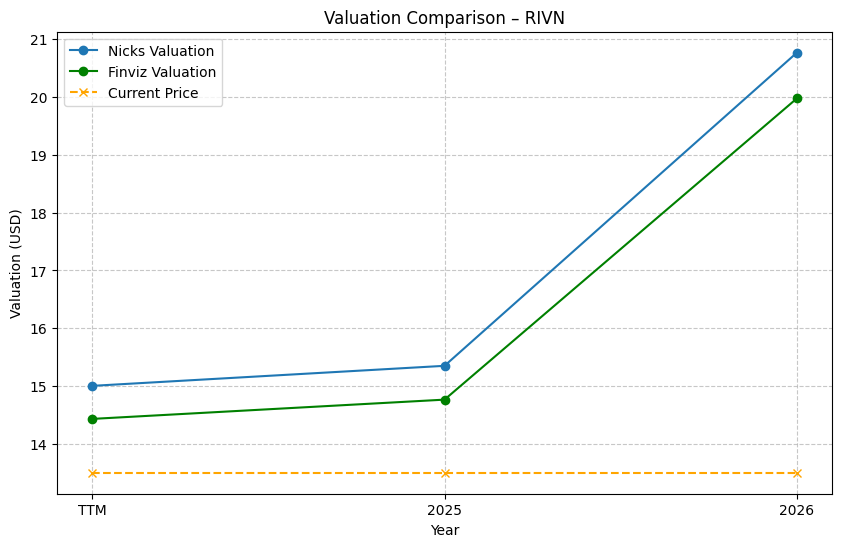 Valuation Comparison – RIVN
Nicks Valuation
Finviz Valuation
Current Price
Valuation (USD)
21
20
19
18
17
16
15
14
TTM
2025
2026
Year